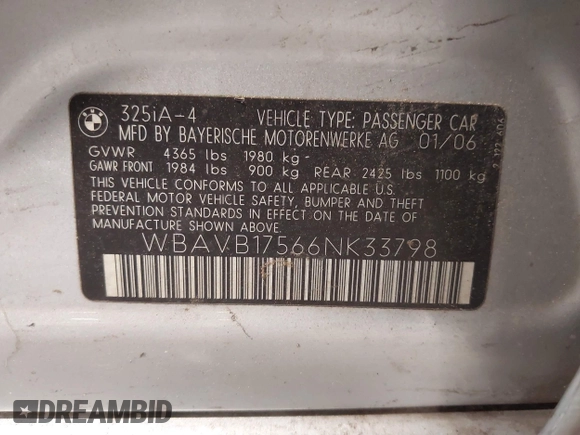 325iA-4 VEHICLE TYPE: PASSENGER CAR
MFD BY BAYERISCHE MOTORENWERKE AG 01/06
GVWR 4365 lbs 1980 kg -
GAWR FRONT 1984 lbs 900 kg REAR 2425 lbs 1100 kg
THIS VEHICLE CONFORMS TO ALL APPLICABLE U.S.
FEDERAL MOTOR VEHICLE SAFETY, BUMPER AND THEFT
PREVENTION STANDARDS IN EFFECT ON THE DATE OF
MANUFACTURE SHOWN ABOVE.
WBAVB17566NK33798
DREAMBID